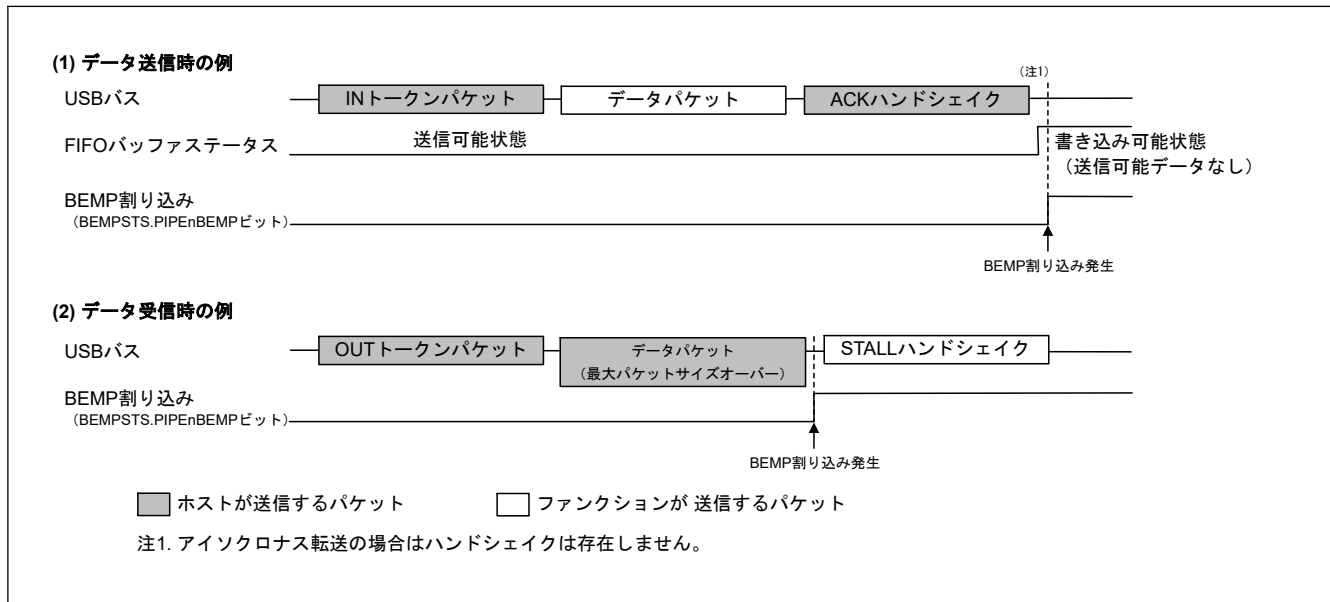 (1) データ送信時の例
(注1)
USBバス INトークンパケット データパケット ACKハンドシェイク
FIFOバッファステータス 送信可能状態 書き込み可能状態
(送信可能データなし)
BEMP割り込み
(BEMPSTS.PIPEnBEMPビット)
BEMP割り込み発生
(2) データ受信時の例
USBバス OUTトークンパケット データパケット STALLハンドシェイク
(最大パケットサイズオーバー)
BEMP割り込み
(BEMPSTS.PIPEnBEMPビット)
BEMP割り込み発生
ホストが送信するパケット ファンクションが 送信するパケット
注1. アイソクロナス転送の場合はハンドシェイクは存在しません。